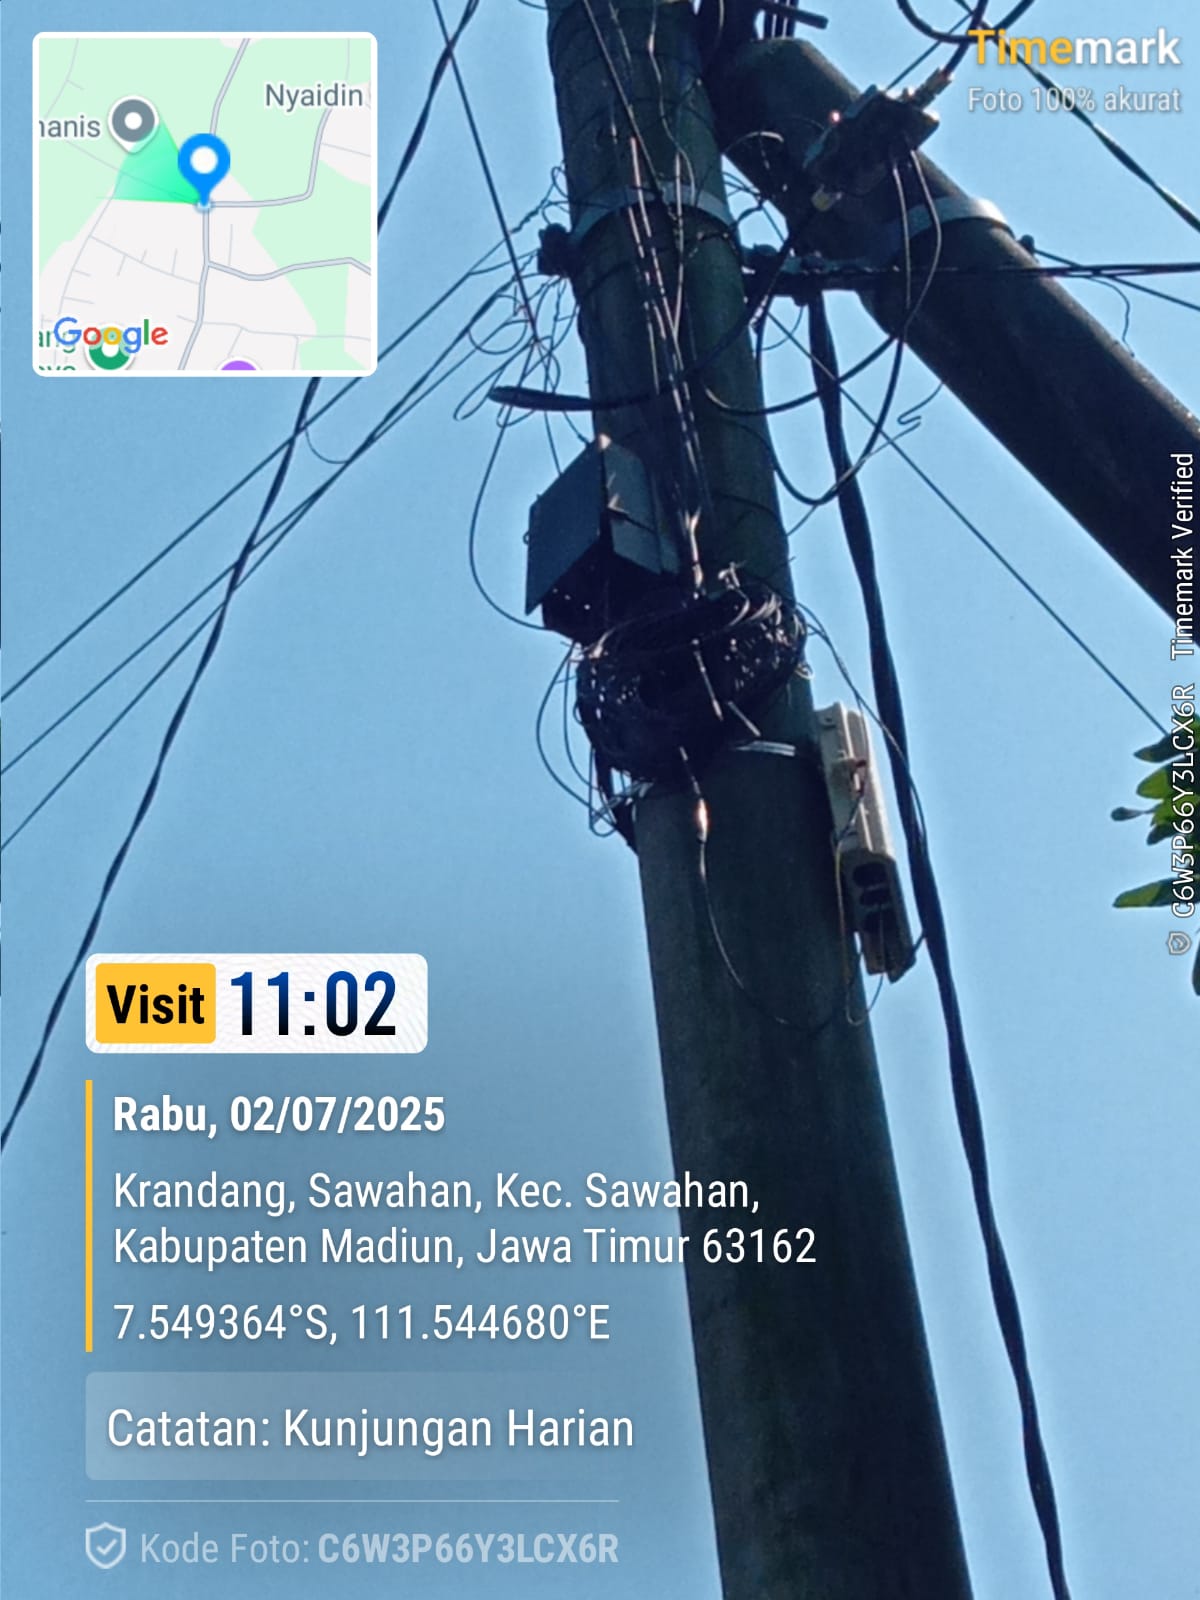 Nyaidin
nanis
Google
Timemark
Foto 100% akurat
C6W3P66Y3LCX6R Timemark Verified
Visit 11:02
Rabu, 02/07/2025
Krandang, Sawahan, Kec. Sawahan,
Kabupaten Madiun, Jawa Timur 63162
7.549364°S, 111.544680°E
Catatan: Kunjungan Harian
Kode Foto: C6W3P66Y3LCX6R